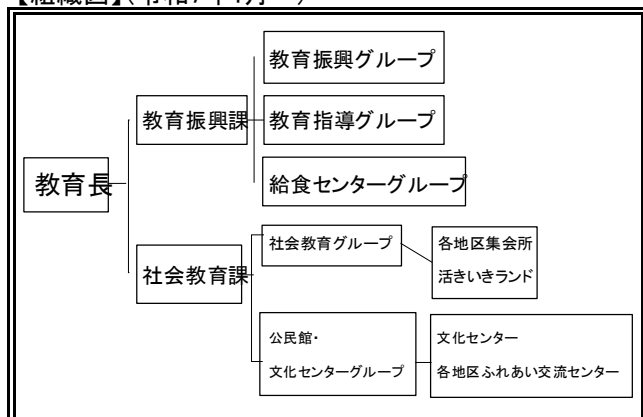 教育振興グループ
教育振興課
教育指導グループ
給食センターグループ
教育長
社会教育課
社会教育グループ
各地区集会所
活きいきランド
公民館・
文化センターグループ
文化センター
各地区ふれあい交流センター